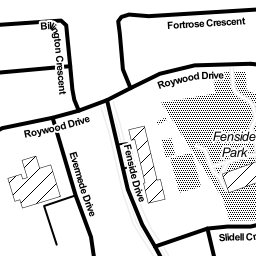 Fortrose Crescent
Billington Crescent
Roywood Drive
Roywood Drive
Fenside
Park
Fenside Drive
Evermede Drive
Slidell Cr